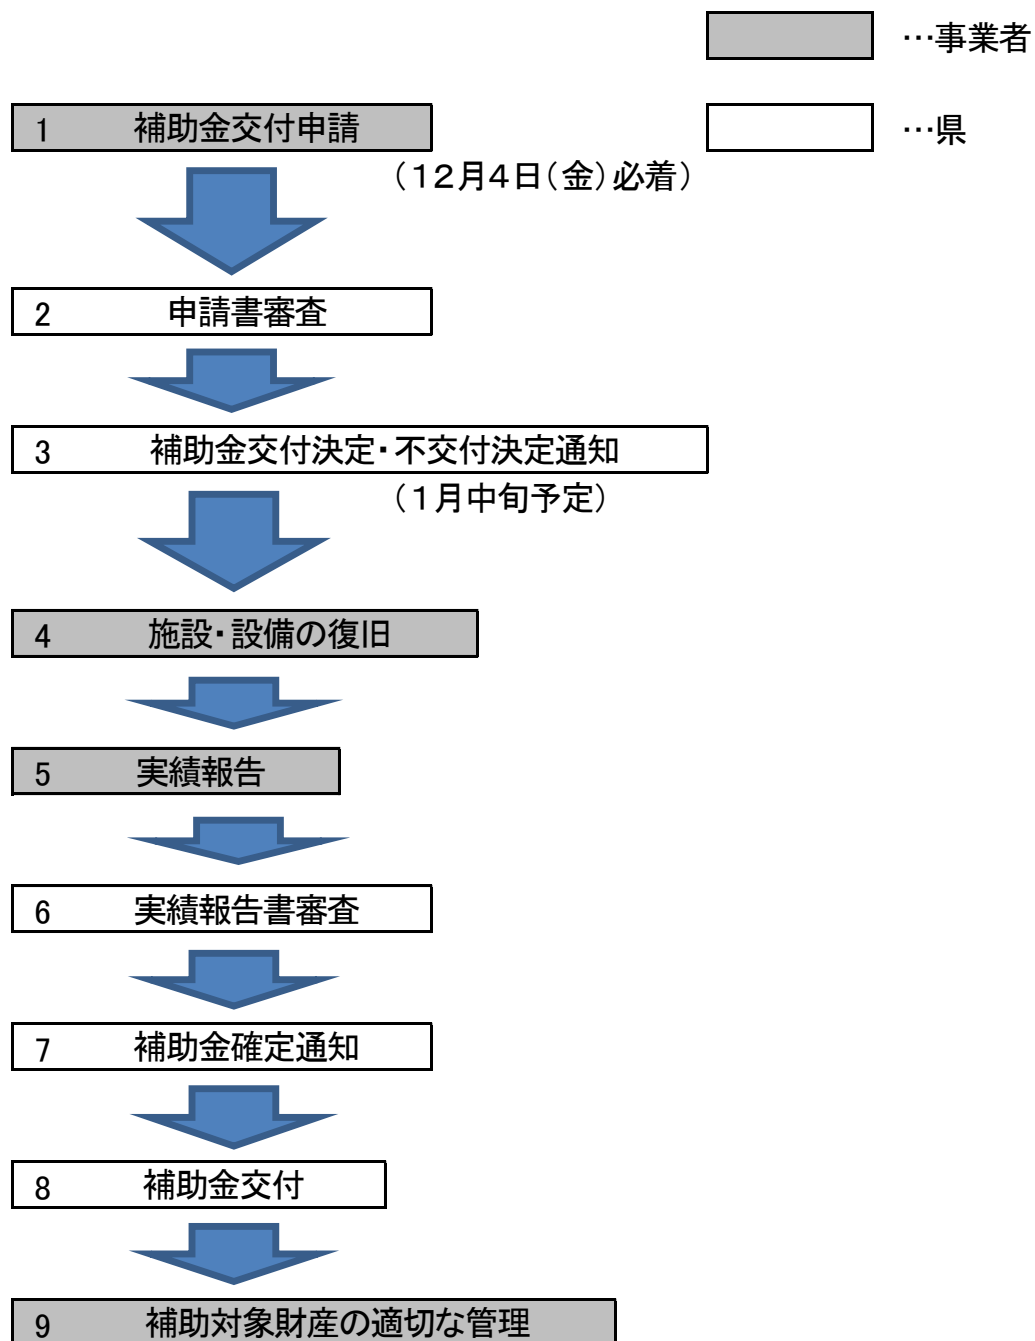 …事業者
1 補助金交付申請
…県
（１２月４日（金）必着）
2 申請書審査
3 補助金交付決定・不交付決定通知
（１月中旬予定）
4 施設・設備の復旧
5 実績報告
6 実績報告書審査
7 補助金確定通知
8 補助金交付
9 補助対象財産の適切な管理